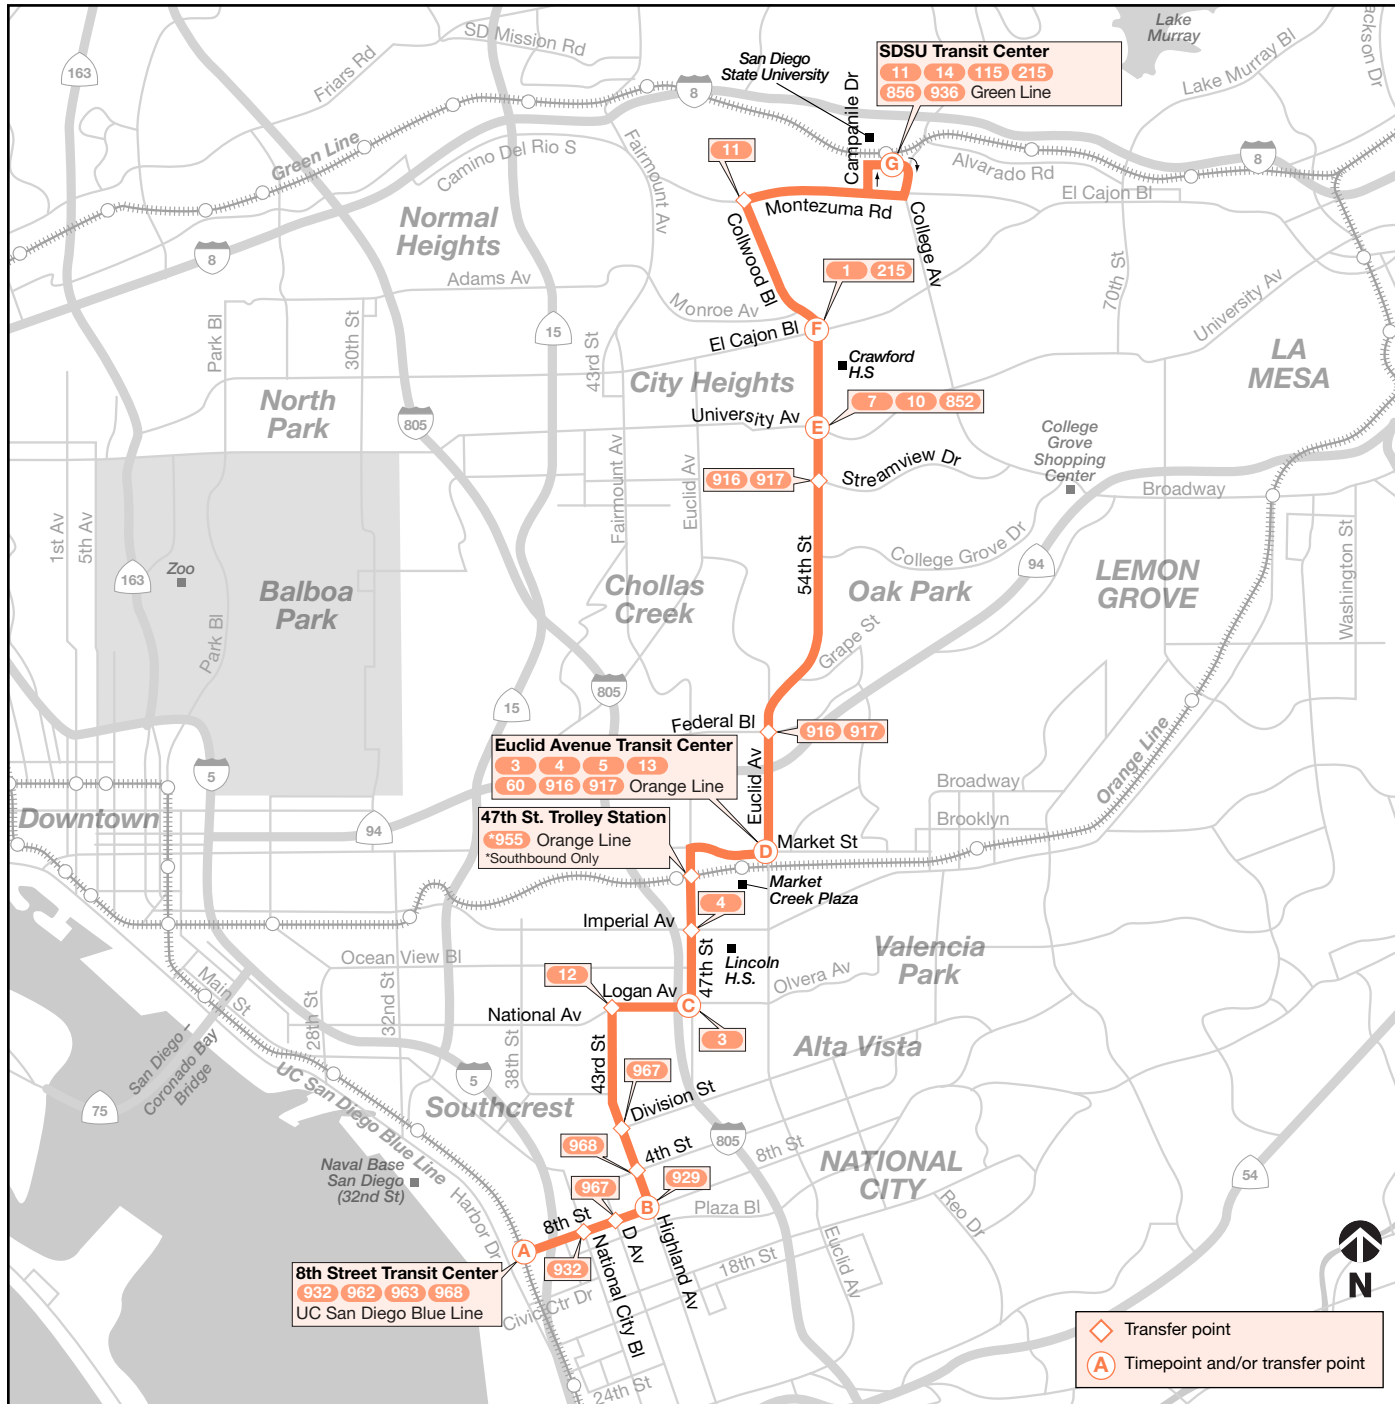 Lake
Murray
SD Mission Rd
Jackson Dr
163
Friars Rd
8
San Diego
State University
Campanile Dr
SDSU Transit Center
11 14 115 215
856 936 Green Line
Lake Murray Bl
Green Line
Camino Del Rio S
Fairmount Av
11
G
Alvarado Rd
8
El Cajon Bl
Montezuma Rd
College Av
Normal
Heights
8
Adams Av
Collwood Bl
1 215
70th St
University Av
Monroe Av
El Cajon Bl
F
Park Bl
30th St
15
43rd St
Crawford
H.S
City Heights
LA
MESA
North
Park
805
University Av
E
7 10 852
College
Grove
Shopping
Center
Fairmount Av
Euclid Av
916 917
Streamview Dr
Broadway
1st Av
5th Av
163
Zoo
Balboa
Park
Park Bl
Chollas
Creek
54th St
College Grove Dr
94
Oak Park
LEMON
GROVE
Washington St
Grape St
805
15
Federal Bl
916 917
Euclid Avenue Transit Center
3 4 5 13
60 916 917 Orange Line
Euclid Av
Orange Line
5
Broadway
Brooklyn
Downtown
94
47th St. Trolley Station
*955 Orange Line
*Southbound Only
D
Market St
Market
Creek Plaza
4
Imperial Av
47th St
Lincoln
H.S.
Valencia
Park
Ocean View Bl
12
Logan Av
C
Olvera Av
Main St
28th St
32nd St
National Av
3
Alta Vista
San Diego –
Coronado Bay
Bridge
38th St
43rd St
UC San Diego Blue Line
5
967
Division St
75
Southcrest
805
968
4th St
8th St
NATIONAL
CITY
54
Naval Base
San Diego
(32nd St)
Harbor Dr
967
929
B
Plaza Bl
Reo Dr
8th St
D Av
Highland Av
A
932
National City Bl
18th St
Euclid Av
8th Street Transit Center
932 962 963 968
UC San Diego Blue Line
Civic Ctr Dr
24th St
N
Transfer point
A Timepoint and/or transfer point